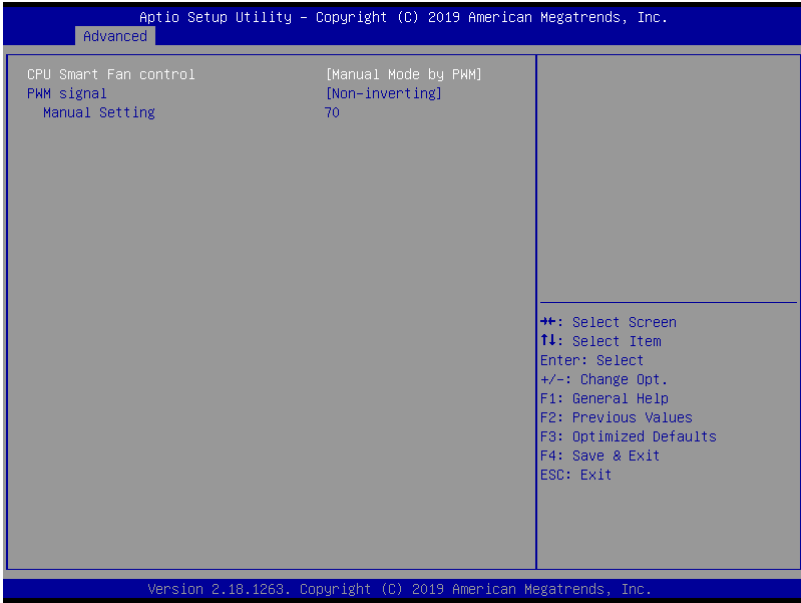 Aptio Setup Utility – Copyright (C) 2019 American Megatrends, Inc.
Advanced
CPU Smart Fan control [Manual Mode by PWM]
PWM signal [Non-inverting]
Manual Setting 70
→←: Select Screen
↑↓: Select Item
Enter: Select
+/-: Change Opt.
F1: General Help
F2: Previous Values
F3: Optimized Defaults
F4: Save & Exit
ESC: Exit
Version 2.18.1263. Copyright (C) 2019 American Megatrends, Inc.